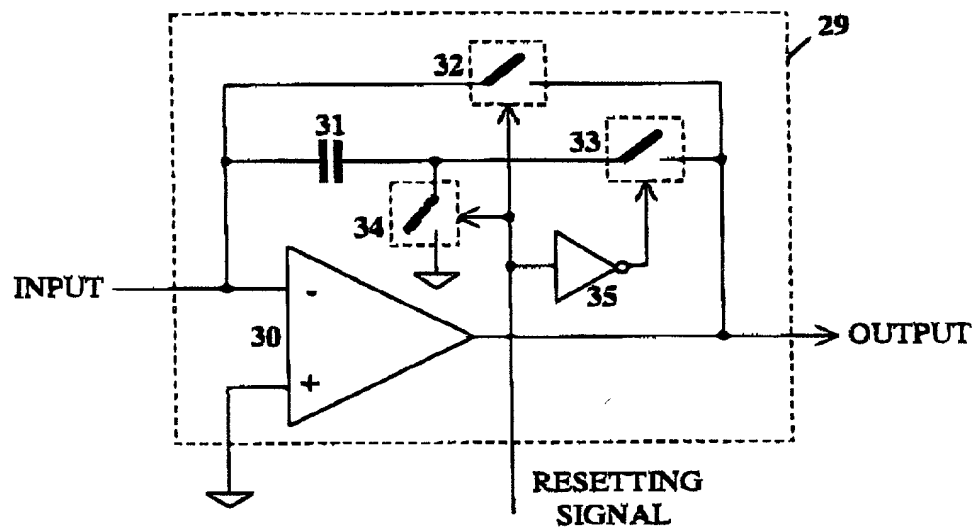 29
32
31
33
34
35
INPUT
-
30
+
OUTPUT
RESETTING
SIGNAL